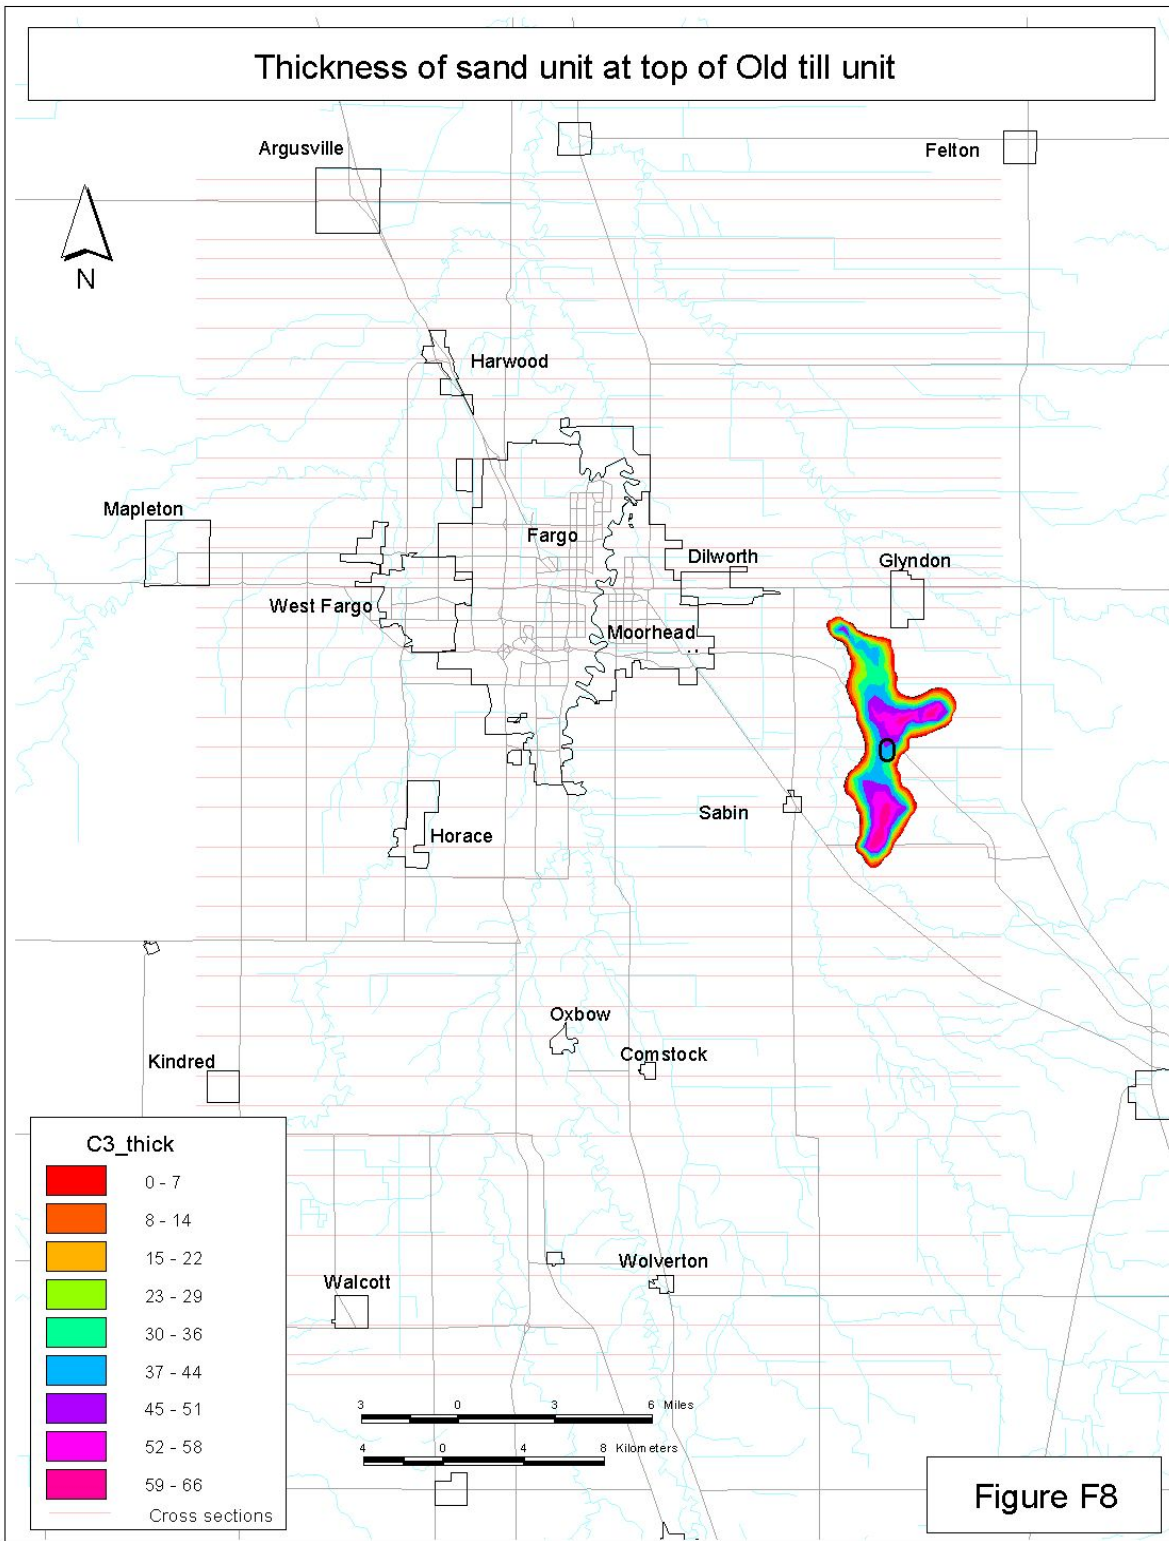 Thickness of sand unit at top of Old till unit
Argusville
Felton
N
Harwood
Mapleton
Fargo
Dilworth
Glyndon
West Fargo
Moorhead
O
Sabin
Horace
Oxbow
Comstock
Kindred
C3_thick
0 - 7
8 - 14
15 - 22
23 - 29
30 - 36
37 - 44
45 - 51
52 - 58
59 - 66
Cross sections
Wolverton
Walcott
3 0 3 6 Miles
4 0 4 8 Kilometers
Figure F8